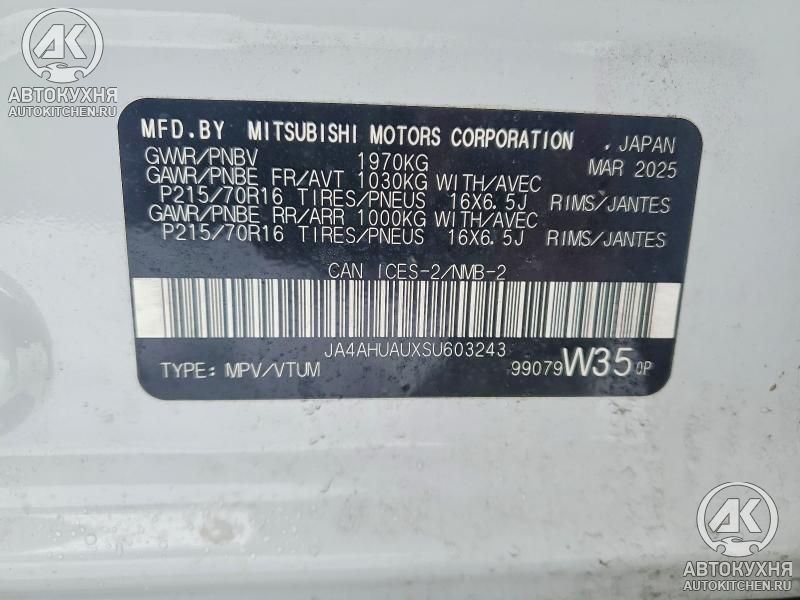 AK
АВТОКУХНЯ
AUTOKITCHEN.RU
MFD.BY MITSUBISHI MOTORS CORPORATION , JAPAN
GVWR/PNBV 1970KG MAR 2025
GAWR/PNBE FR/AVT 1030KG WITH/AVEC
P215/70R16 TIRES/PNEUS 16X6.5J RIMS/JANTES
GAWR/PNBE RR/ARR 1000KG WITH/AVEC
P215/70R16 TIRES/PNEUS 16X6.5J RIMS/JANTES
CAN ICES-2/NMB-2
JA4AHUAUXSU603243
TYPE: MPV/VTUM 99079 W35 QP
AK
АВТОКУХНЯ
AUTOKITCHEN.RU